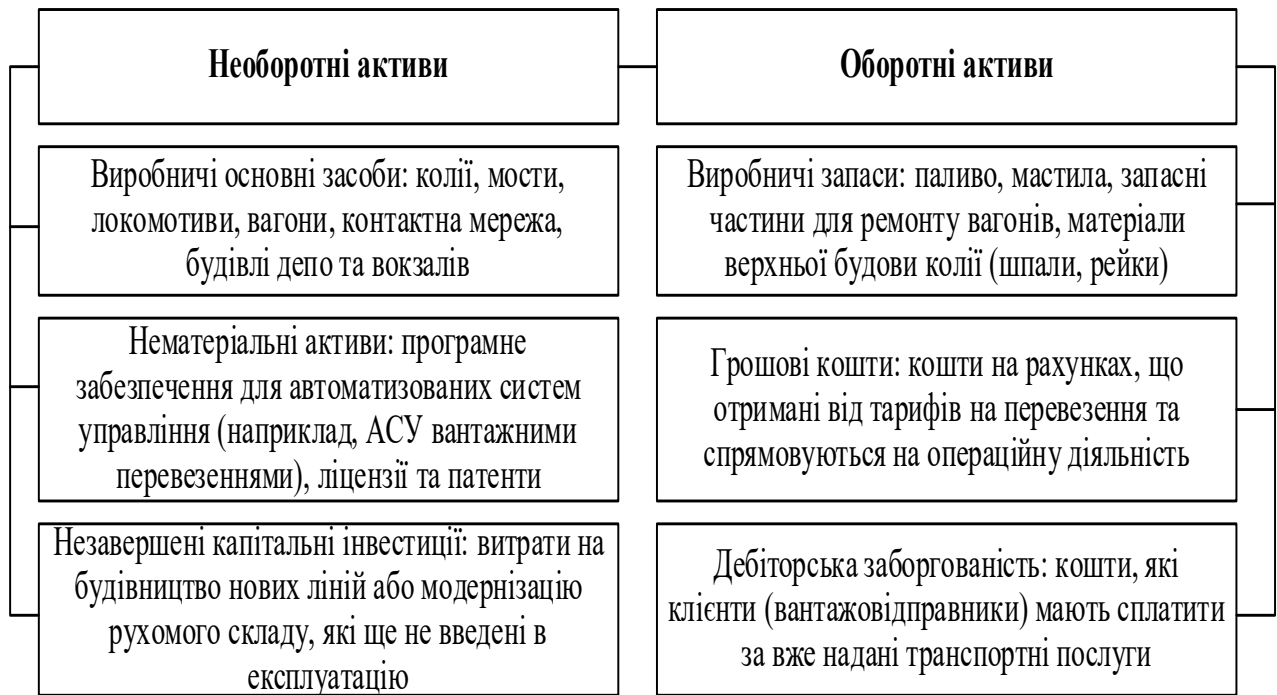 Необоротні активи
Оборотні активи
Виробничі основні засоби: колії, мости,
локомотиви, вагони, контактна мережа,
будівлі депо та вокзалів
Виробничі запаси: паливо, мастила, запасні
частини для ремонту вагонів, матеріали
верхньої будови колії (шпали, рейки)
Нематеріальні активи: програмне
забезпечення для автоматизованих систем
управління (наприклад, АСУ вантажними
перевезеннями), ліцензії та патенти
Грошові кошти: кошти на рахунках, що
отримані від тарифів на перевезення та
спрямовуються на операційну діяльність
Незавершені капітальні інвестиції: витрати на
будівництво нових ліній або модернізацію
рухомого складу, які ще не введені в
експлуатацію
Дебіторська заборгованість: кошти, які
клієнти (вантажовідправники) мають сплатити
за вже надані транспортні послуги